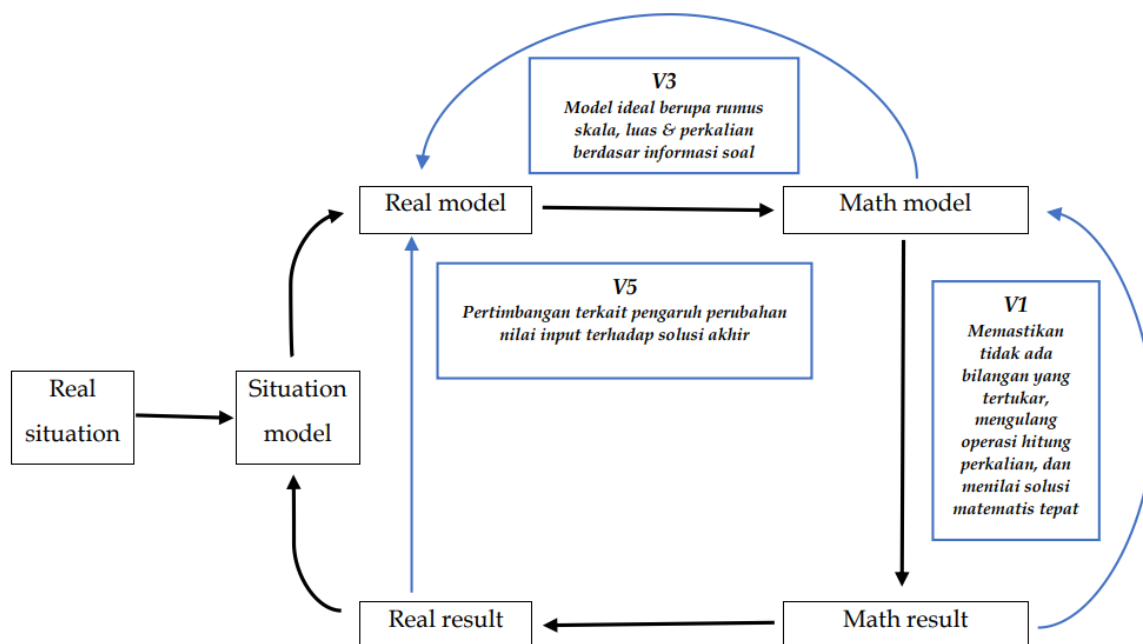 V3
Model ideal berupa rumus
skala, luas & perkalian
berdasar informasi soal
Real model
Math model
V5
Pertimbangan terkait pengaruh perubahan
nilai input terhadap solusi akhir
V1
Memastikan
tidak ada
bilangan yang
tertukar,
mengulang
operasi hitung
perkalian, dan
menilai solusi
matematis tepat
Real
situation
Situation
model
Real result
Math result